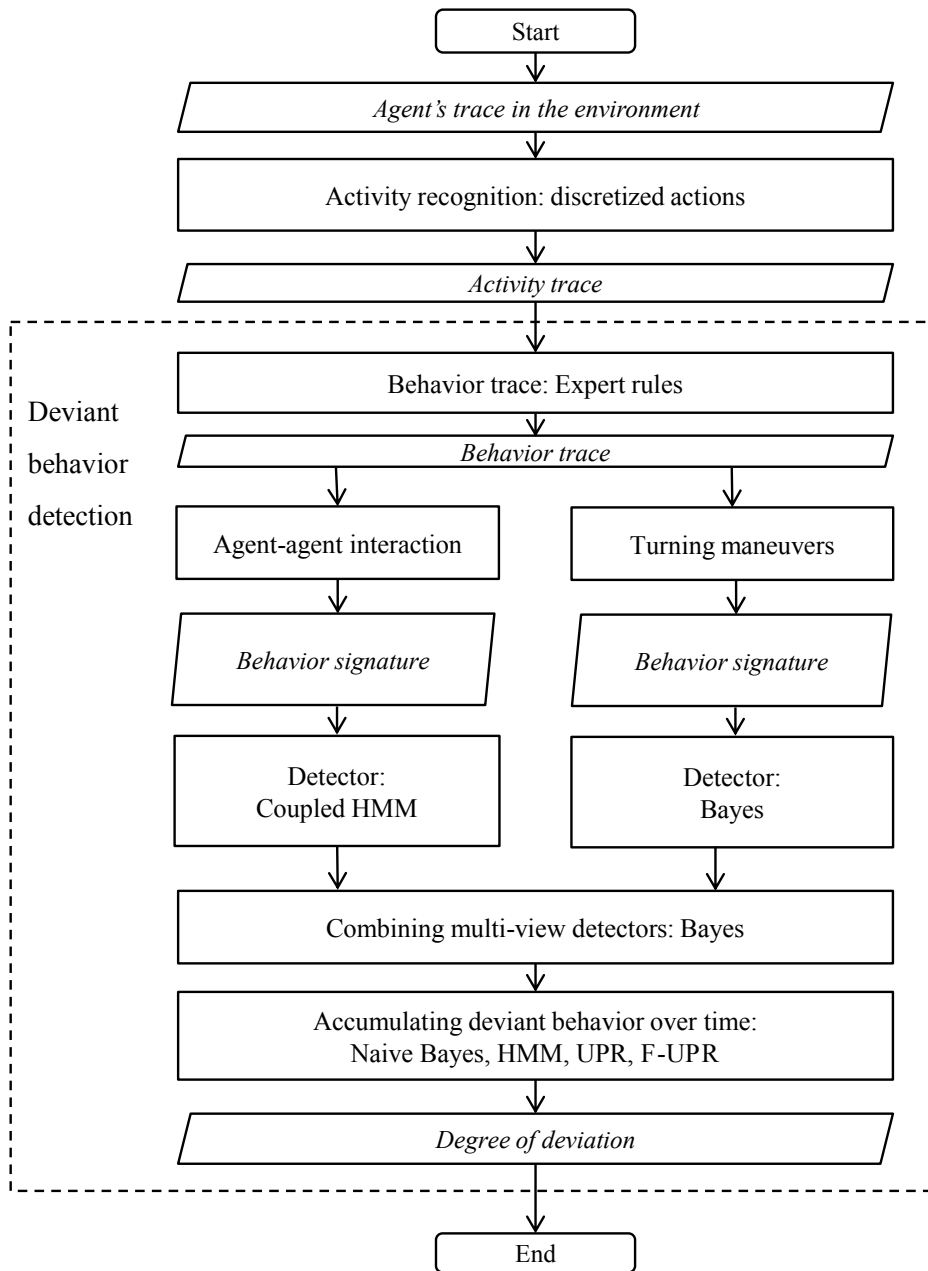 Start
Agent's trace in the environment
Activity recognition: discretized actions
Activity trace
Deviant
behavior
detection
Behavior trace: Expert rules
Behavior trace
Agent-agent interaction
Turning maneuvers
Behavior signature
Behavior signature
Detector:
Coupled HMM
Detector:
Bayes
Combining multi-view detectors: Bayes
Accumulating deviant behavior over time:
Naive Bayes, HMM, UPR, F-UPR
Degree of deviation
End